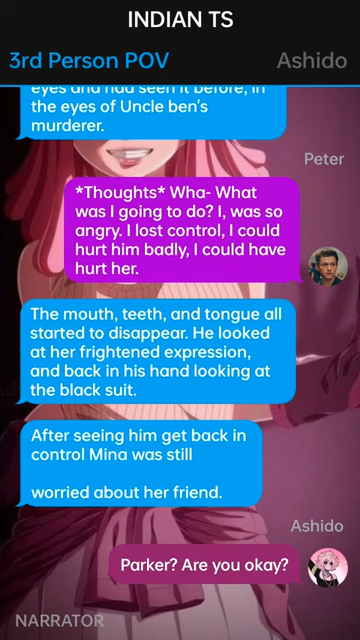 INDIAN TS
3rd Person POV
Ashido
eyes and had seen it before, in
the eyes of Uncle ben's
murderer.
Peter
*Thoughts* Wha- What
was I going to do? I, was so
angry. I lost control, I could
hurt him badly, I could have
hurt her.
The mouth, teeth, and tongue all
started to disappear. He looked
at her frightened expression,
and back in his hand looking at
the black suit.
After seeing him get back in
control Mina was still
worried about her friend.
Ashido
Parker? Are you okay?
NARRATOR